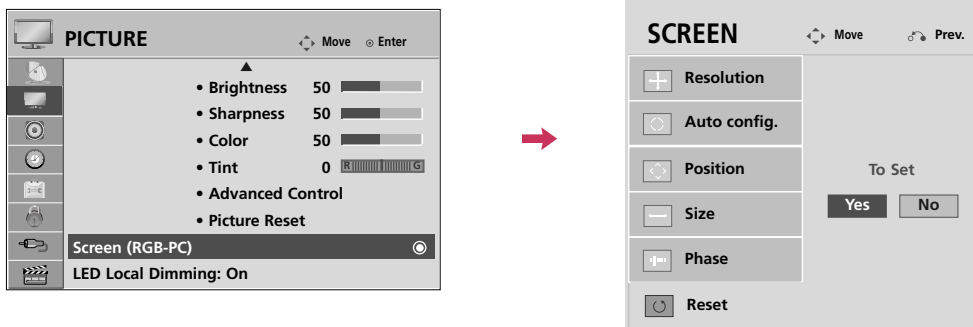 PICTURE
Move
Enter
• Brightness 50
• Sharpness 50
• Color 50
• Tint 0 R G
• Advanced Control
• Picture Reset
Screen (RGB-PC)
LED Local Dimming: On
SCREEN
Move
Prev.
Resolution
Auto config.
Position
Size
Phase
Reset
To Set
Yes
No